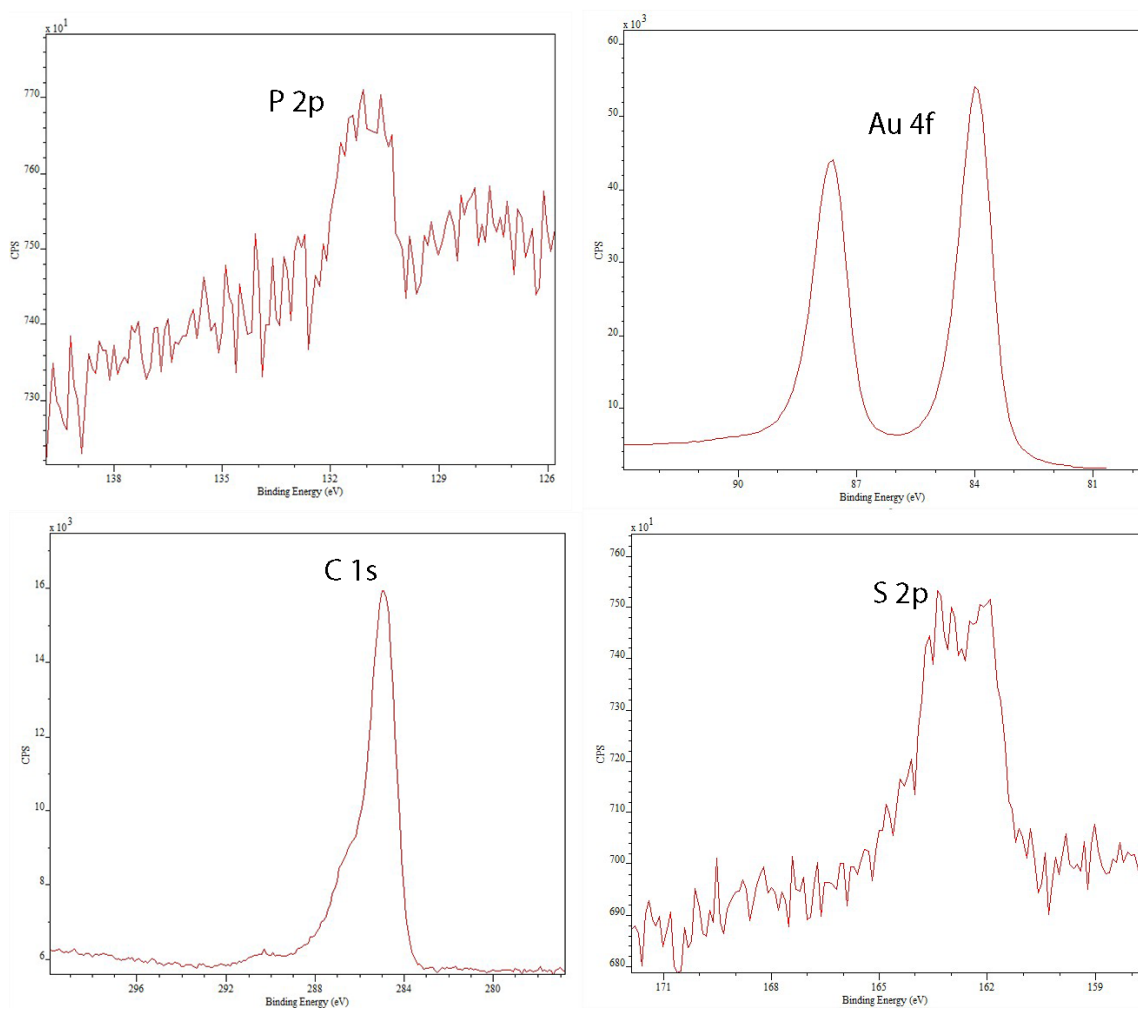 x 10¹
P 2p
770
760
750
740
730
CPS
138
135
132
129
126
Binding Energy (eV)
x 10³
Au 4f
60
50
40
30
20
10
CPS
90
87
84
81
Binding Energy (eV)
x 10³
C 1s
16
14
12
10
8
6
CPS
296
292
288
284
280
Binding Energy (eV)
x 10¹
S 2p
760
750
740
730
720
710
700
690
680
CPS
171
168
165
162
159
Binding Energy (eV)